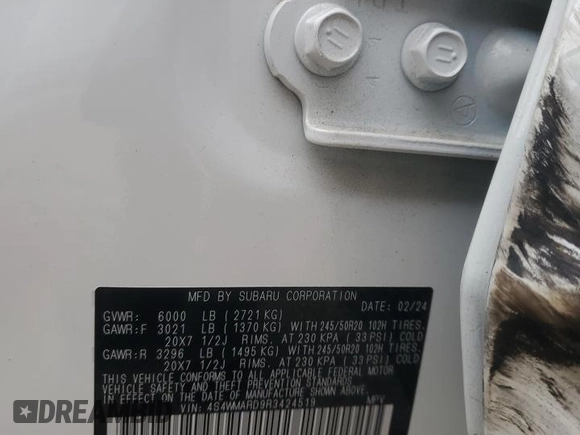 MFD BY SUBARU CORPORATION
DATE: 02/24
GVWR: 6000 LB ( 2721 KG)
GAWR:F 3021 LB ( 1370 KG) WITH 245/50R20 102H TIRES,
20X7 1/2J RIMS, AT 230 KPA ( 33 PSI) COLD
GAWR:R 3296 LB ( 1495 KG) WITH 245/50R20 102H TIRES,
20X7 1/2J RIMS, AT 230 KPA ( 33 PSI) COLD
THIS VEHICLE CONFORMS TO ALL APPLICABLE FEDERAL MOTOR
VEHICLE SAFETY AND THEFT PREVENTION STANDARDS IN EFFECT
ON THE DATE OF MANUFACTURE SHOWN ABOVE.
VIN: MPV
DREAMBID